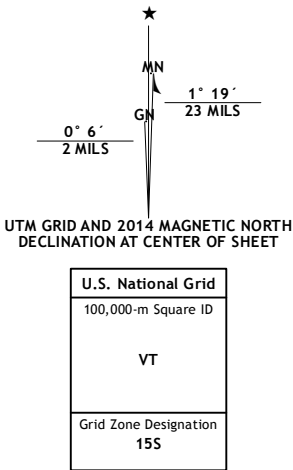 ★
MN
1° 19´
23 MILS
GN
0° 6´
2 MILS
UTM GRID AND 2014 MAGNETIC NORTH
DECLINATION AT CENTER OF SHEET
U.S. National Grid
100,000-m Square ID
VT
Grid Zone Designation
15S